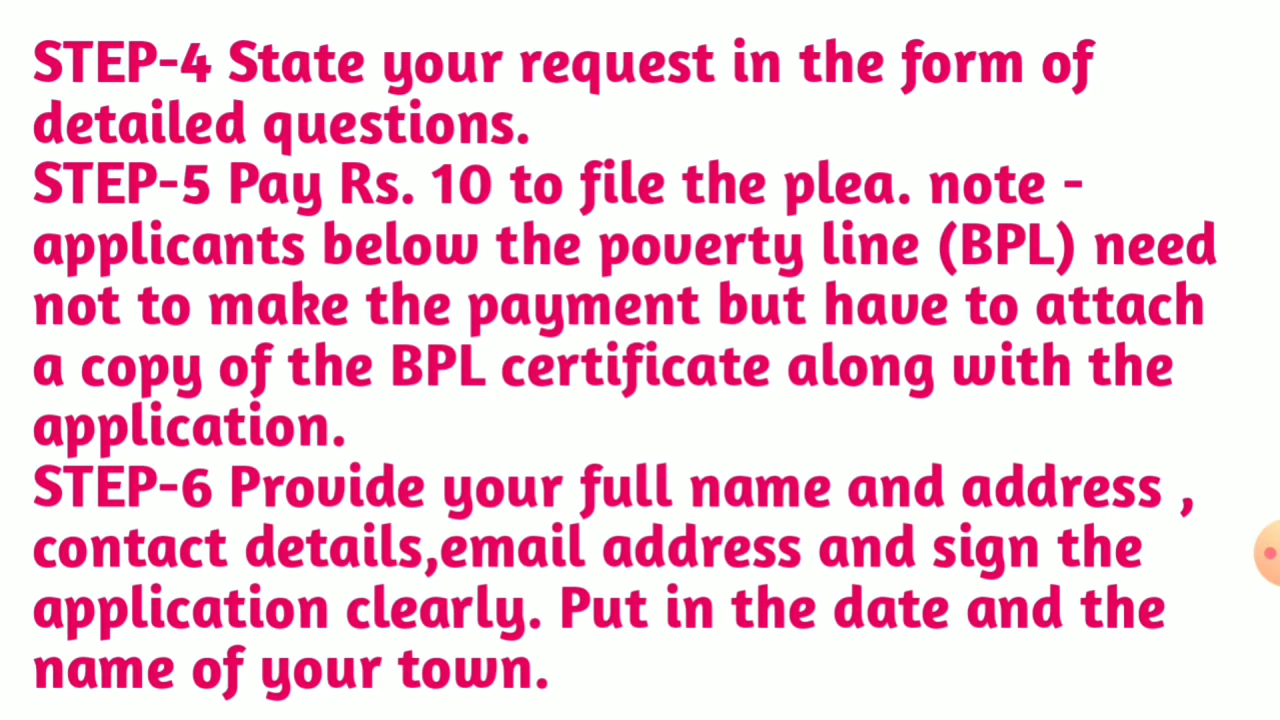 STEP-4 State your request in the form of
detailed questions.
STEP-5 Pay Rs. 10 to file the plea. note -
applicants below the poverty line (BPL) need
not to make the payment but have to attach
a copy of the BPL certificate along with the
application.
STEP-6 Provide your full name and address ,
contact details,email address and sign the
application clearly. Put in the date and the
name of your town.